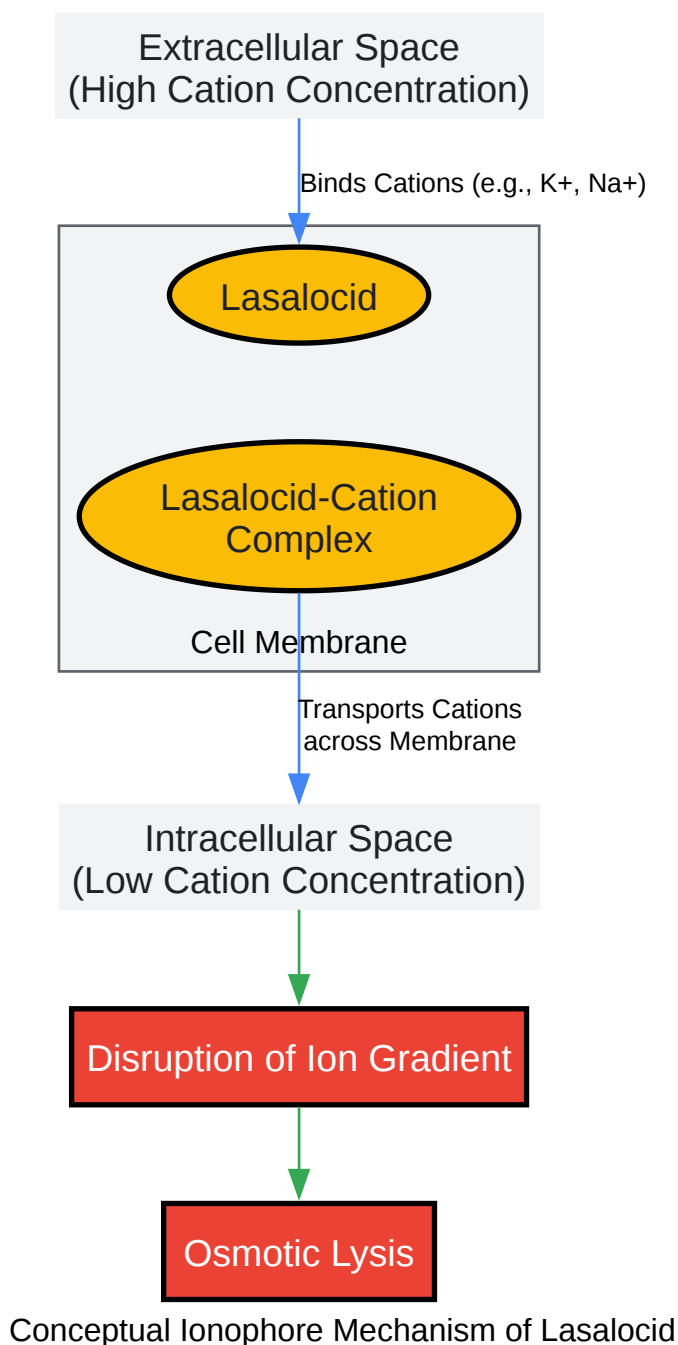 Extracellular Space
(High Cation Concentration)
Binds Cations (e.g., K+, Na+)
Lasalocid
Lasalocid-Cation
Complex
Cell Membrane
Transports Cations
across Membrane
Intracellular Space
(Low Cation Concentration)
Disruption of Ion Gradient
Osmotic Lysis
Conceptual Ionophore Mechanism of Lasalocid